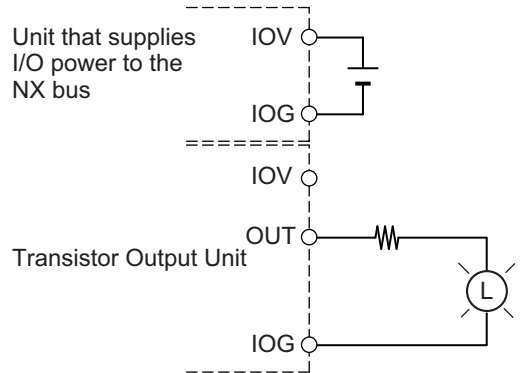 Unit that supplies
I/O power to the
NX bus
IOV
IOG
IOV
OUT
Transistor Output Unit
L
IOG